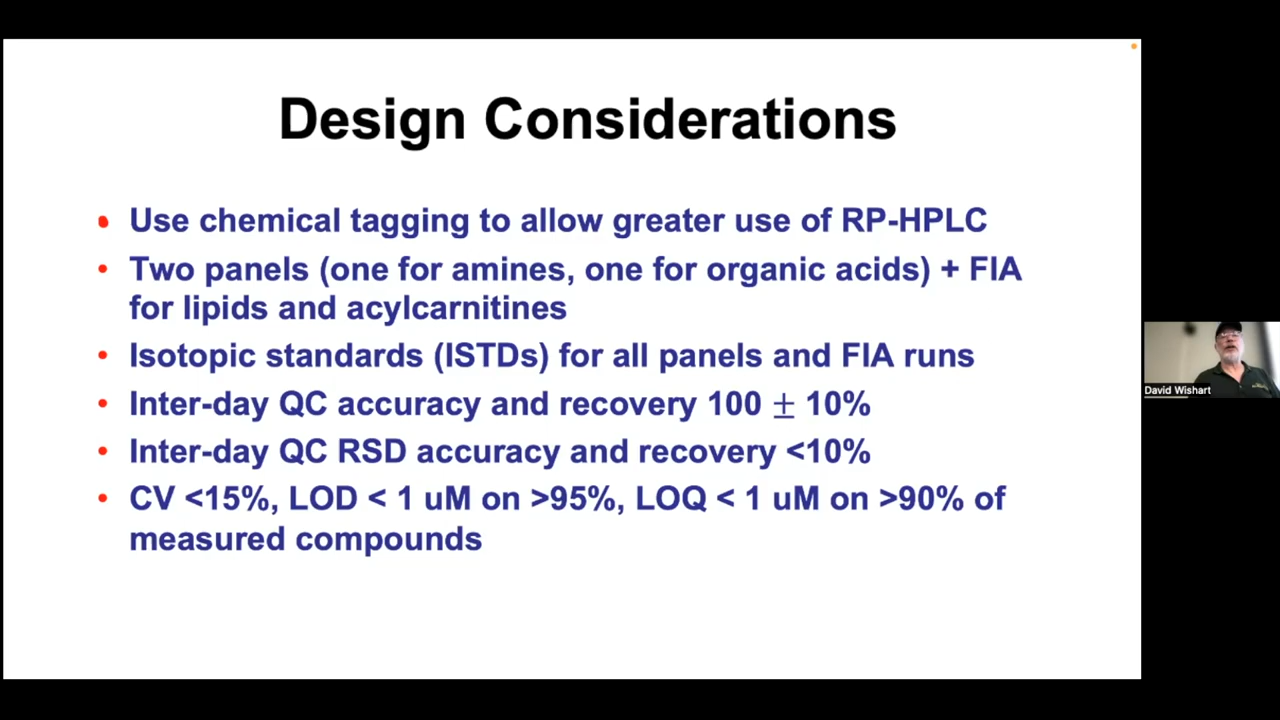 Design Considerations
• Use chemical tagging to allow greater use of RP-HPLC
• Two panels (one for amines, one for organic acids) + FIA
for lipids and acylcarnitines
• Isotopic standards (ISTDs) for all panels and FIA runs
• Inter-day QC accuracy and recovery 100 ± 10%
• Inter-day QC RSD accuracy and recovery <10%
• CV <15%, LOD < 1 uM on >95%, LOQ < 1 uM on >90% of
measured compounds
David Wishart